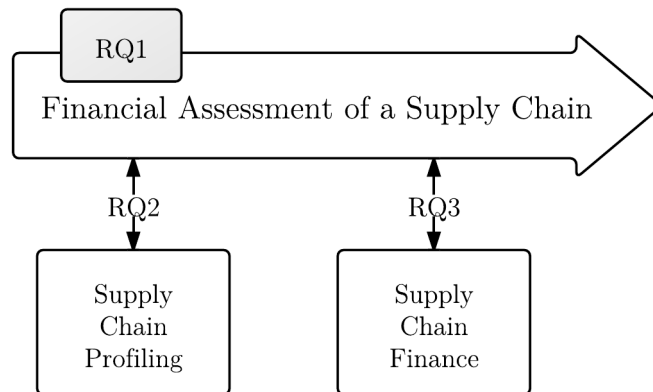 RQ1
Financial Assessment of a Supply Chain
RQ2
RQ3
Supply
Chain
Profiling
Supply
Chain
Finance